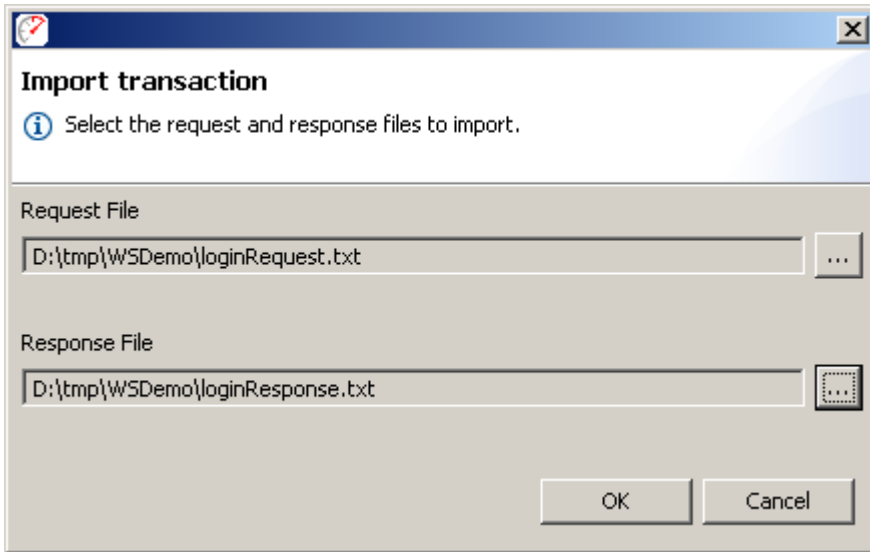 Import transaction
Select the request and response files to import.
Request File
D:\tmp\WSDemo\loginRequest.txt
...
Response File
D:\tmp\WSDemo\loginResponse.txt
...
OK Cancel